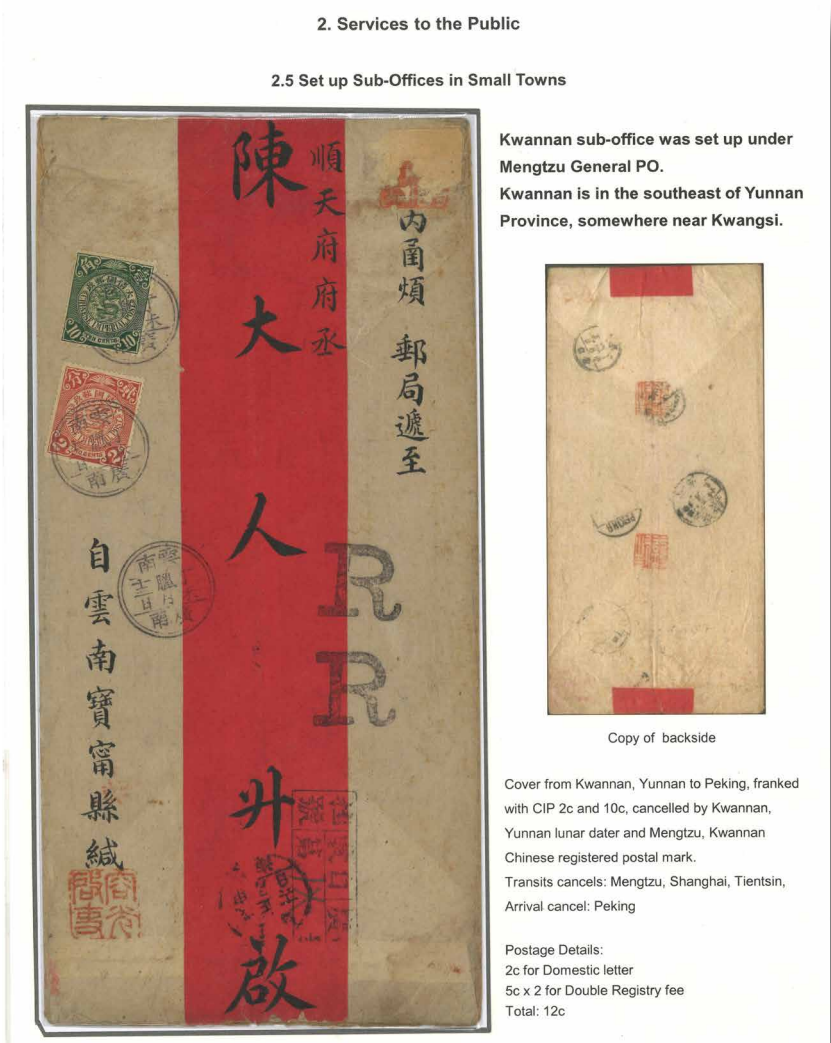 2. Services to the Public
2.5 Set up Sub-Offices in Small Towns
內甬煩 郵局遞至
順天府府丞
陳大人 升 啟
自雲南寶甯縣緘
R
R
Kwannan sub-office was set up under
Mengtzu General PO.
Kwannan is in the southeast of Yunnan
Province, somewhere near Kwangsi.
PEKING
Copy of backside
Cover from Kwannan, Yunnan to Peking, franked
with CIP 2c and 10c, cancelled by Kwannan,
Yunnan lunar dater and Mengtzu, Kwannan
Chinese registered postal mark.
Transits cancels: Mengtzu, Shanghai, Tientsin,
Arrival cancel: Peking
Postage Details:
2c for Domestic letter
5c x 2 for Double Registry fee
Total: 12c